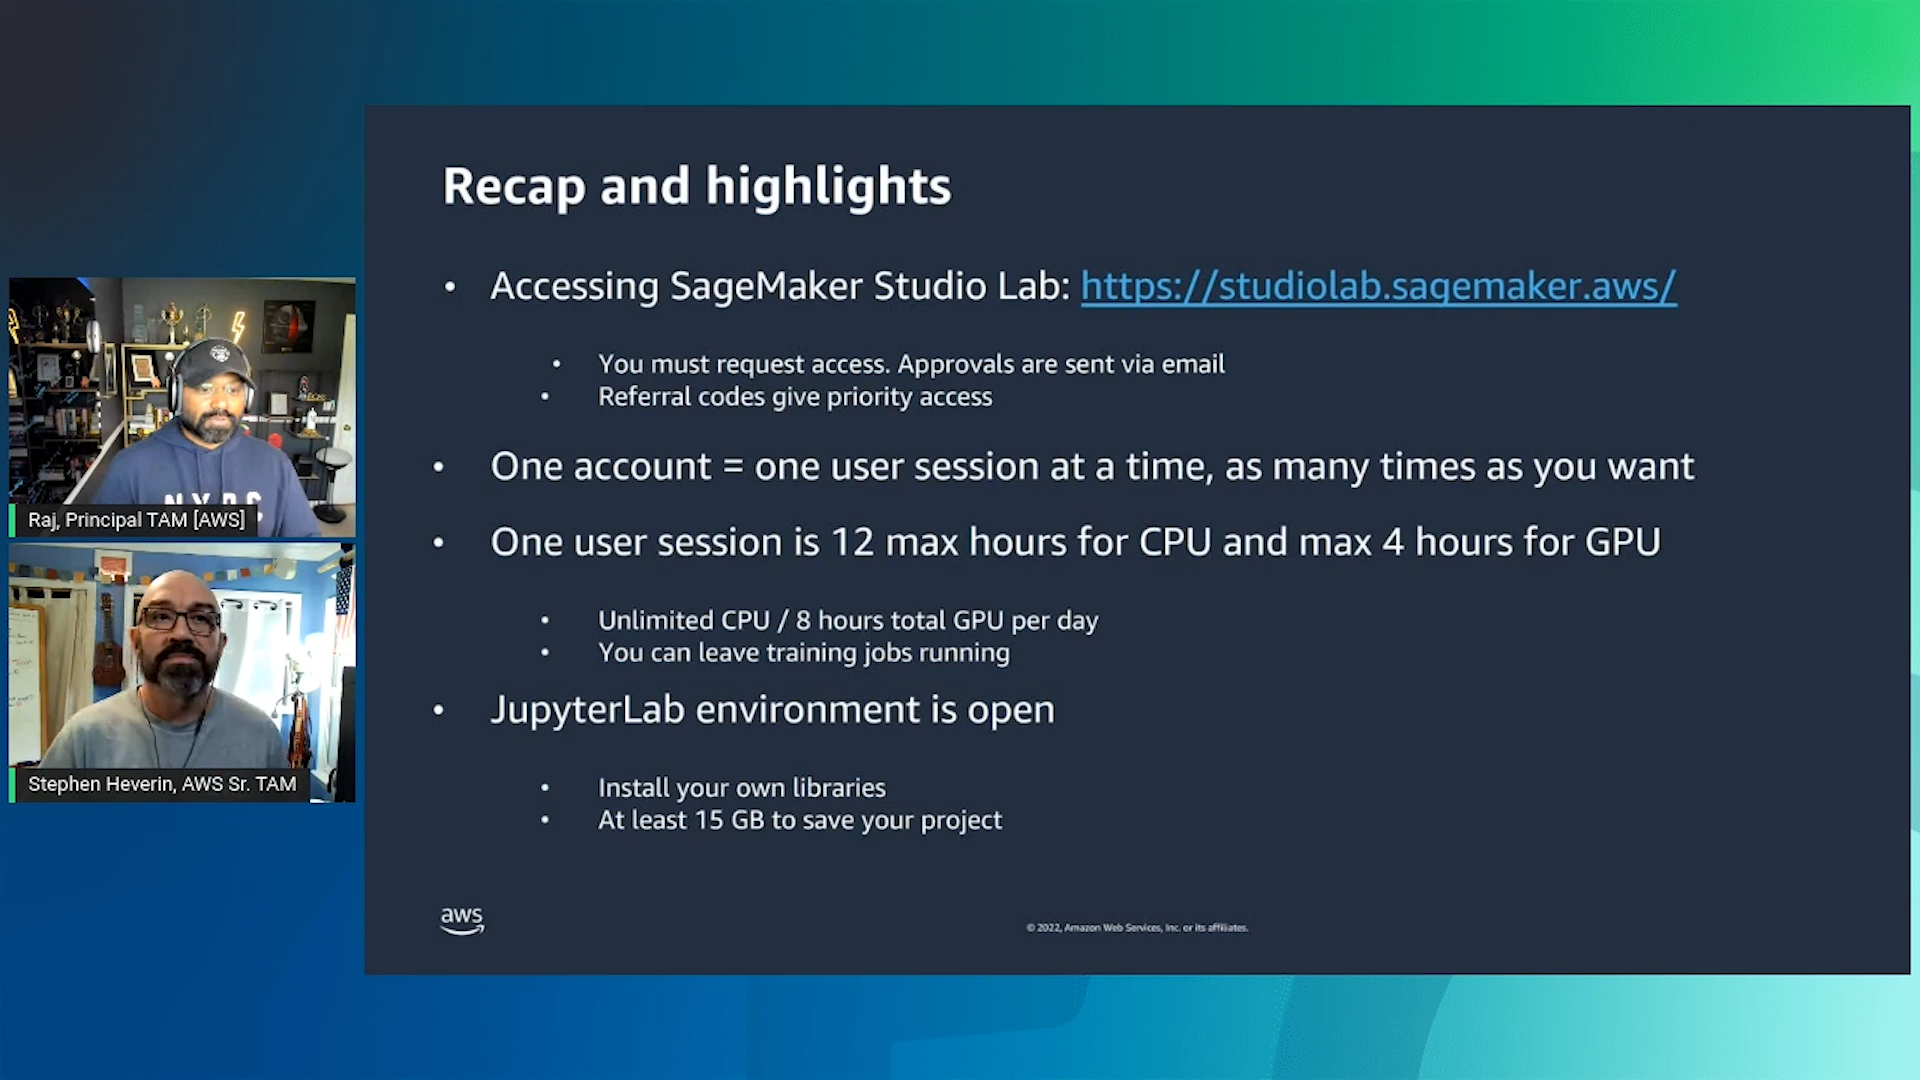 Recap and highlights
• Accessing SageMaker Studio Lab: https://studiolab.sagemaker.aws/
• You must request access. Approvals are sent via email
• Referral codes give priority access
• One account = one user session at a time, as many times as you want
• One user session is 12 max hours for CPU and max 4 hours for GPU
• Unlimited CPU / 8 hours total GPU per day
• You can leave training jobs running
• JupyterLab environment is open
• Install your own libraries
• At least 15 GB to save your project
aws
© 2022, Amazon Web Services, Inc. or its affiliates.
Raj, Principal TAM [AWS]
Stephen Heverin, AWS Sr. TAM